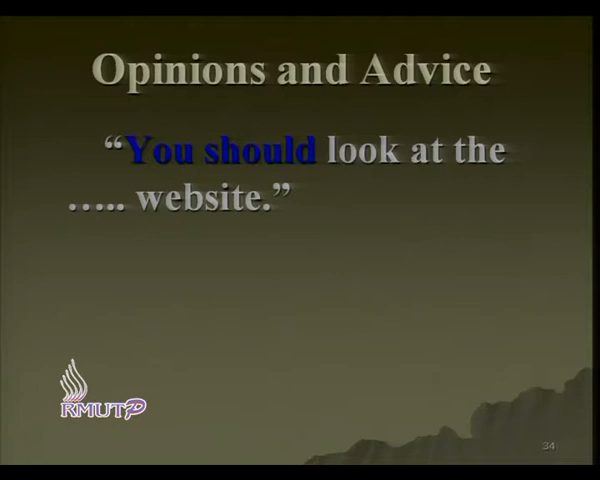 Opinions and Advice
“You should look at the
….. website.”
RMUTP
34